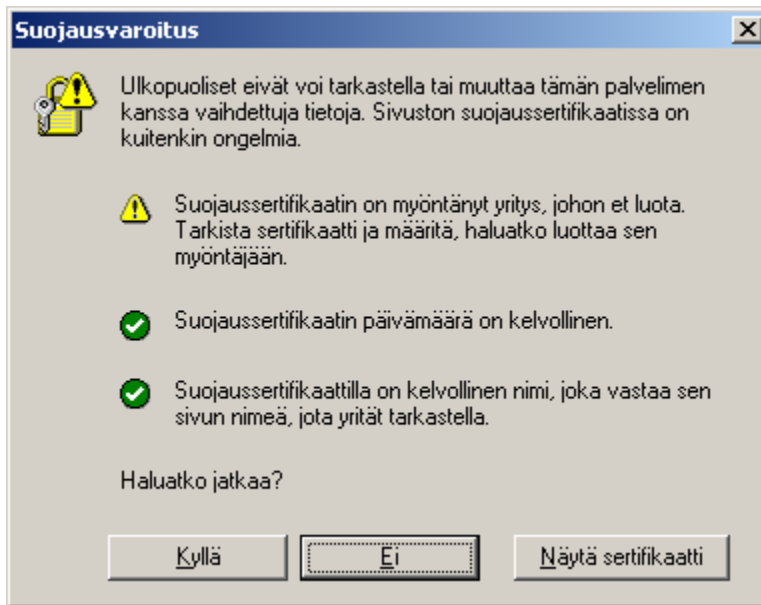 Suojausvaroitus
Ulkopuoliset eivät voi tarkastella tai muuttaa tämän palvelimen
kanssa vaihdettuja tietoja. Sivuston suojaussertifikaatissa on
kuitenkin ongelmia.
Suojaussertifikaatin on myöntänyt yritys, johon et luota.
Tarkista sertifikaatti ja määritä, haluatko luottaa sen
myöntäjään.
Suojaussertifikaatin päivämäärä on kelvollinen.
Suojaussertifikaattilla on kelvollinen nimi, joka vastaa sen
sivun nimeä, jota yrität tarkastella.
Haluatko jatkaa?
Kyllä
Ei
Näytä sertifikaatti